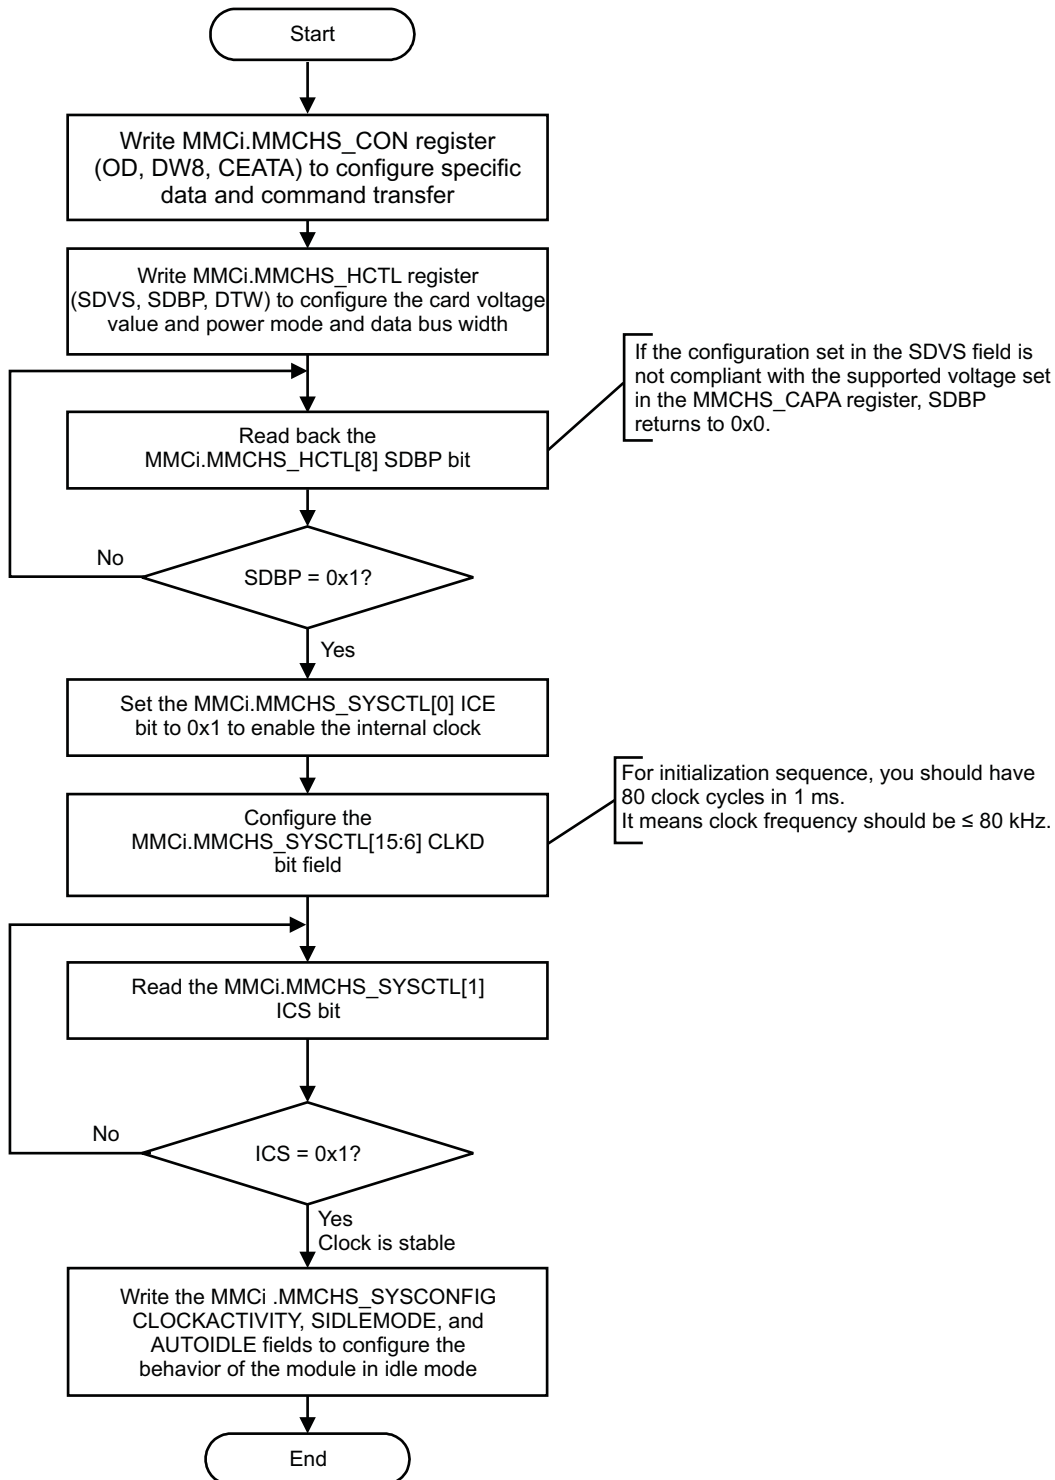 Start
Write MMCi.MMCHS_CON register
(OD, DW8, CEATA) to configure specific
data and command transfer
Write MMCi.MMCHS_HCTL register
(SDVS, SDBP, DTW) to configure the card voltage
value and power mode and data bus width
If the configuration set in the SDVS field is
not compliant with the supported voltage set
in the MMCHS_CAPA register, SDBP
returns to 0x0.
Read back the
MMCi.MMCHS_HCTL[8] SDBP bit
No
SDBP = 0x1?
Yes
Set the MMCi.MMCHS_SYSCTL[0] ICE
bit to 0x1 to enable the internal clock
For initialization sequence, you should have
80 clock cycles in 1 ms.
It means clock frequency should be ≤ 80 kHz.
Configure the
MMCi.MMCHS_SYSCTL[15:6] CLKD
bit field
Read the MMCi.MMCHS_SYSCTL[1]
ICS bit
No
ICS = 0x1?
Yes
Clock is stable
Write the MMCi .MMCHS_SYSCONFIG
CLOCKACTIVITY, SIDLEMODE, and
AUTOIDLE fields to configure the
behavior of the module in idle mode
End